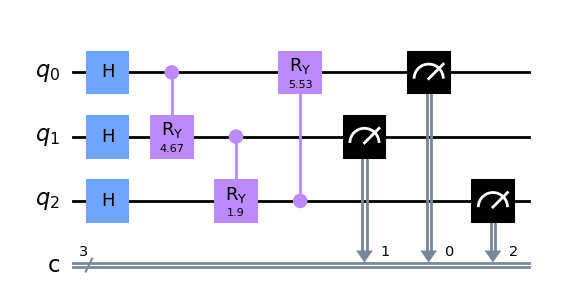 q0 H RY 5.53
q1 H RY 4.67
q2 H RY 1.9
c 3 1 0 2